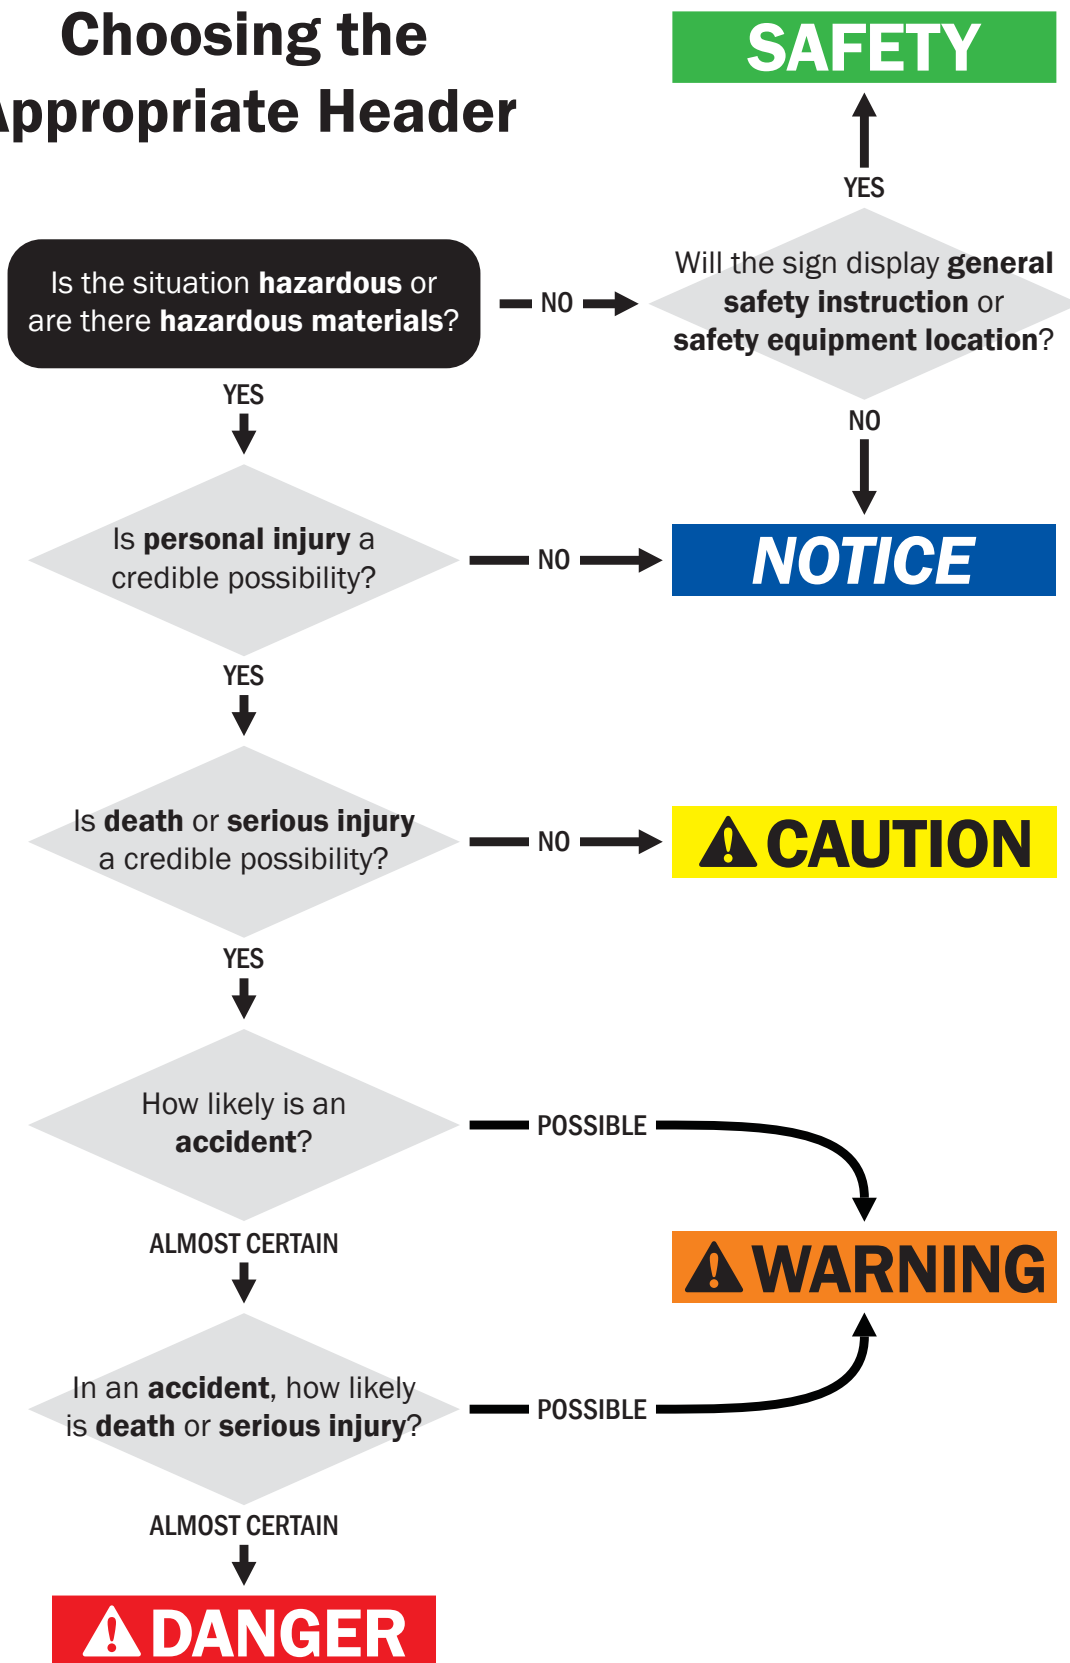 Choosing the
Appropriate Header
SAFETY
YES
Is the situation hazardous or
are there hazardous materials?
NO
Will the sign display general
safety instruction or
safety equipment location?
YES
NO
Is personal injury a
credible possibility?
NO
NOTICE
YES
Is death or serious injury
a credible possibility?
NO
CAUTION
YES
How likely is an
accident?
POSSIBLE
ALMOST CERTAIN
WARNING
In an accident, how likely
is death or serious injury?
POSSIBLE
ALMOST CERTAIN
DANGER